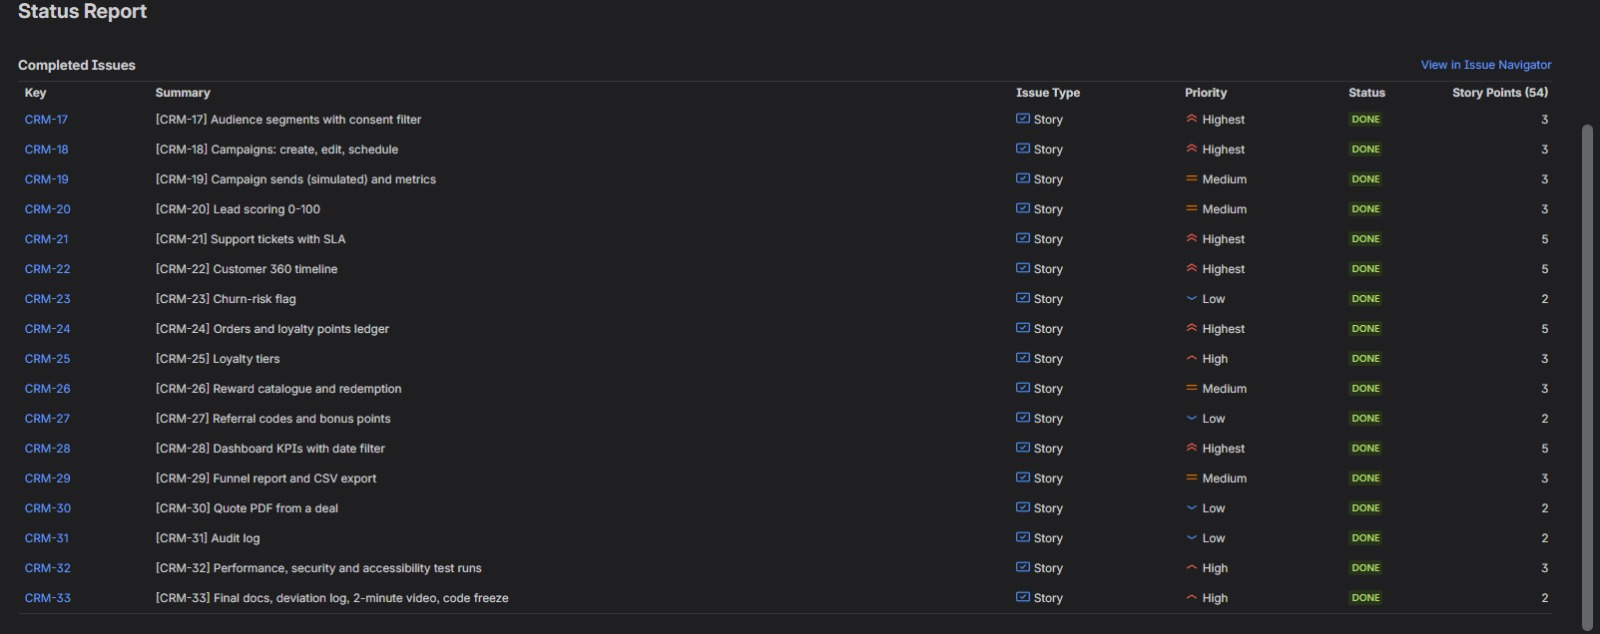 Status Report
Completed Issues View in Issue Navigator
Key Summary Issue Type Priority Status Story Points (54)
CRM-17 [CRM-17] Audience segments with consent filter Story Highest DONE 3
CRM-18 [CRM-18] Campaigns: create, edit, schedule Story Highest DONE 3
CRM-19 [CRM-19] Campaign sends (simulated) and metrics Story Medium DONE 3
CRM-20 [CRM-20] Lead scoring 0-100 Story Medium DONE 3
CRM-21 [CRM-21] Support tickets with SLA Story Highest DONE 5
CRM-22 [CRM-22] Customer 360 timeline Story Highest DONE 5
CRM-23 [CRM-23] Churn-risk flag Story Low DONE 2
CRM-24 [CRM-24] Orders and loyalty points ledger Story Highest DONE 5
CRM-25 [CRM-25] Loyalty tiers Story High DONE 3
CRM-26 [CRM-26] Reward catalogue and redemption Story Medium DONE 3
CRM-27 [CRM-27] Referral codes and bonus points Story Low DONE 2
CRM-28 [CRM-28] Dashboard KPIs with date filter Story Highest DONE 5
CRM-29 [CRM-29] Funnel report and CSV export Story Medium DONE 3
CRM-30 [CRM-30] Quote PDF from a deal Story Low DONE 2
CRM-31 [CRM-31] Audit log Story Low DONE 2
CRM-32 [CRM-32] Performance, security and accessibility test runs Story High DONE 3
CRM-33 [CRM-33] Final docs, deviation log, 2-minute video, code freeze Story High DONE 2